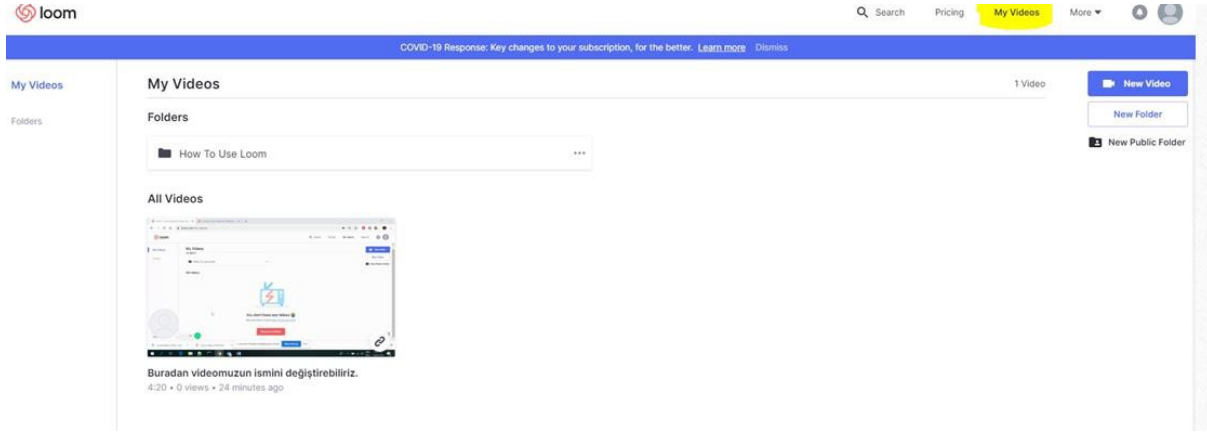 loom
Search Pricing My Videos More
COVID-19 Response: Key changes to your subscription, for the better. Learn more Dismiss
My Videos
Folders
My Videos
1 Video
Folders
How To Use Loom
All Videos
Buradan videomuzun ismini değiştirebiliriz.
4:20 • 0 views • 24 minutes ago
New Video
New Folder
New Public Folder